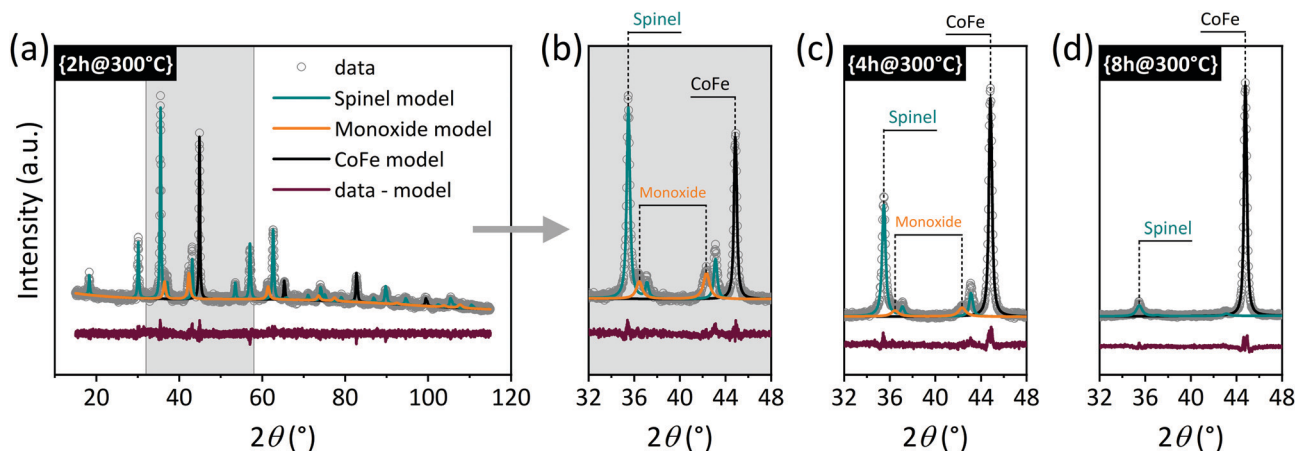 (a)
{2h@300°C}
data
Spinel model
Monoxide model
CoFe model
data - model
Intensity (a.u.)
20 40 60 80 100 120
2θ (°)
(b)
Spinel
CoFe
Monoxide
32 36 40 44 48
2θ (°)
(c)
{4h@300°C}
CoFe
Spinel
Monoxide
32 36 40 44 48
2θ (°)
(d)
{8h@300°C}
CoFe
Spinel
32 36 40 44 48
2θ (°)